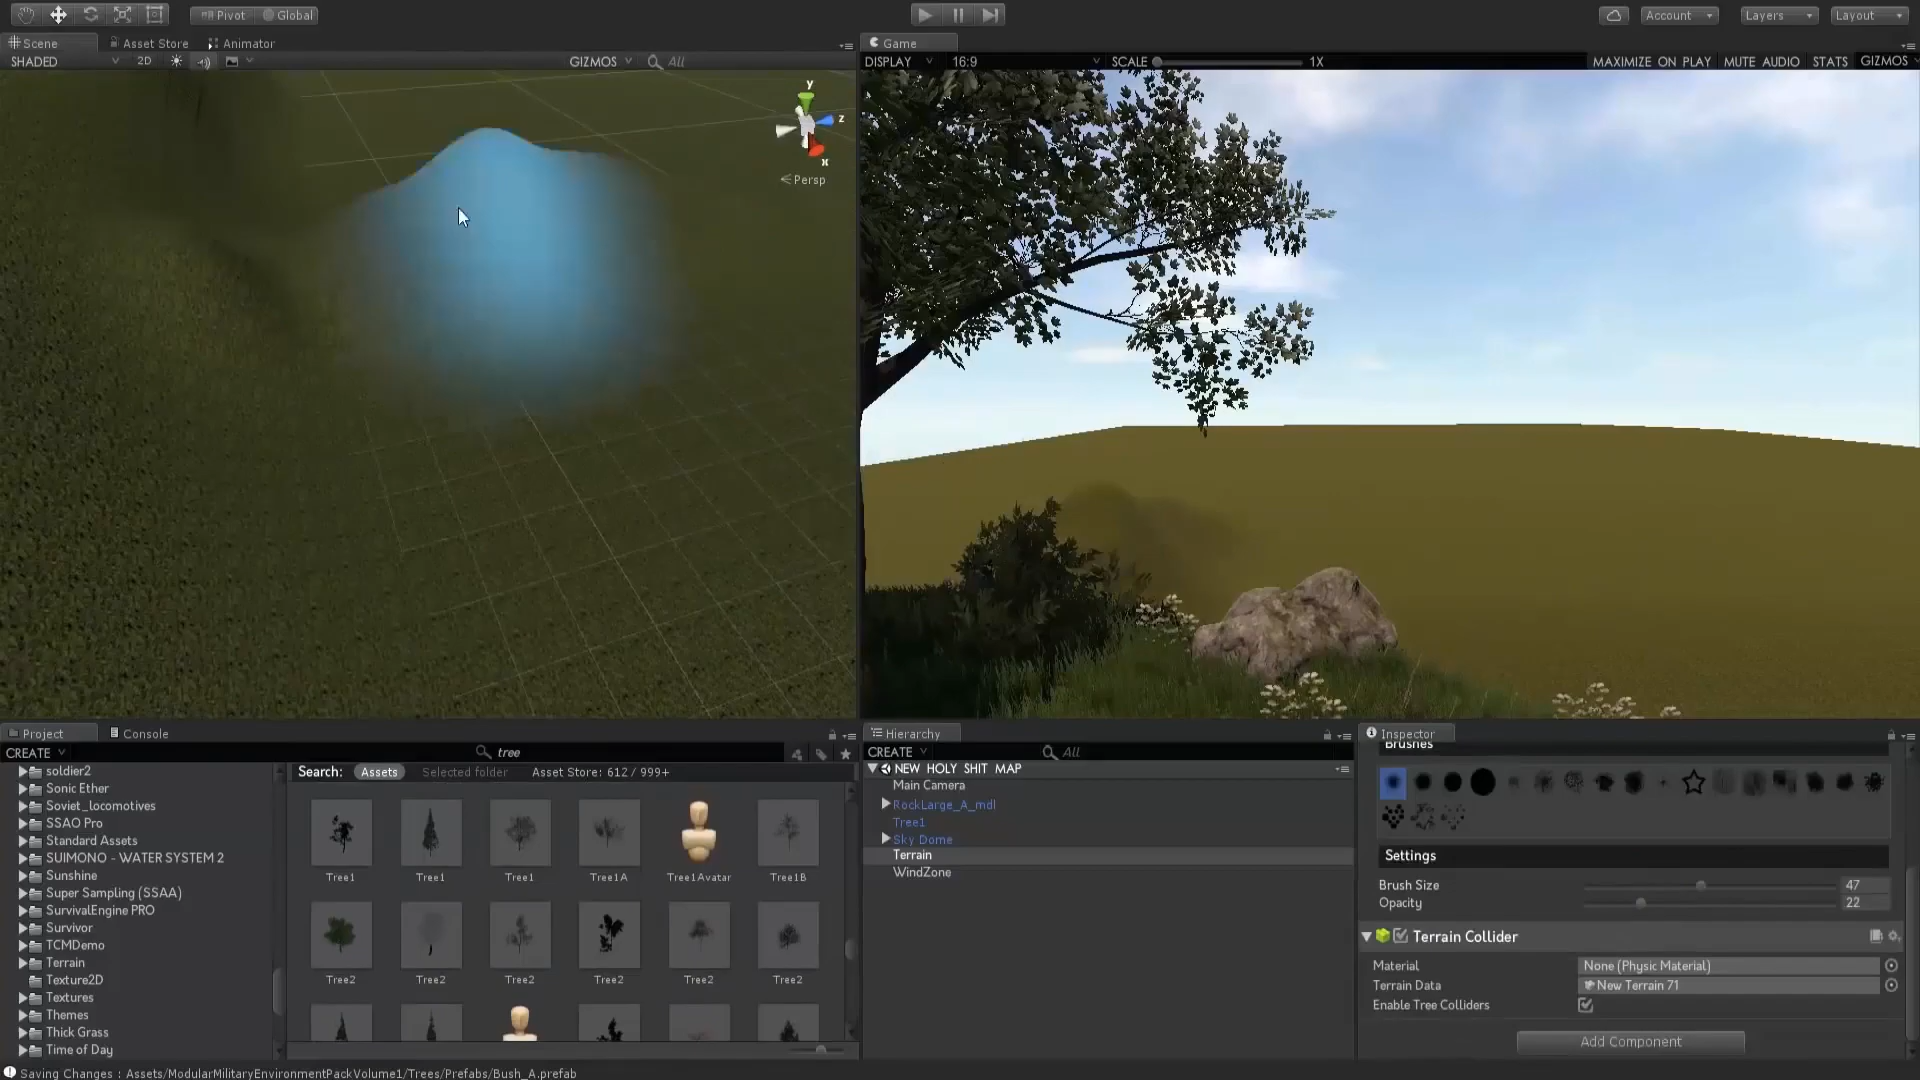 Pivot Global
Account Layers Layout
Scene Asset Store Animator
SHADED 2D GIZMOS All
y
z
x
Persp
Game
DISPLAY 16:9 SCALE 1X MAXIMIZE ON PLAY MUTE AUDIO STATS GIZMOS
Project Console
CREATE tree
soldier2
Sonic Ether
Soviet_locomotives
SSAO Pro
Standard Assets
SUIMONO - WATER SYSTEM 2
Sunshine
Super Sampling (SSAA)
SurvivalEngine PRO
Survivor
TCMDemo
Terrain
Texture2D
Textures
Themes
Thick Grass
Time of Day
Search: Assets Selected folder Asset Store: 612 / 999+
Tree1 Tree1 Tree1 Tree1A Tree1Avatar Tree1B
Tree2 Tree2 Tree2 Tree2 Tree2 Tree2
Hierarchy
CREATE All
NEW HOLY SHIT MAP
Main Camera
RockLarge_A_mdl
Tree1
Sky Dome
Terrain
WindZone
Inspector
Brushes
Settings
Brush Size 47
Opacity 22
Terrain Collider
Material None (Physic Material)
Terrain Data New Terrain 71
Enable Tree Colliders
Add Component
Saving Changes : Assets/ModularMilitaryEnvironmentPackVolume1/Trees/Prefabs/Bush_A.prefab